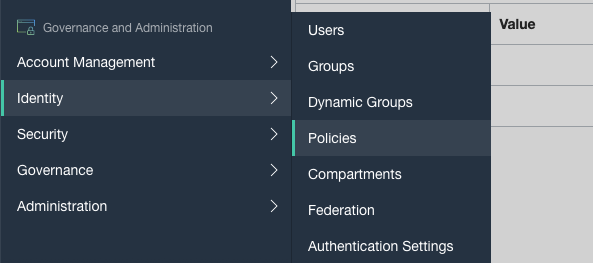 Governance and Administration
Account Management
Identity
Security
Governance
Administration
Users
Groups
Dynamic Groups
Policies
Compartments
Federation
Authentication Settings
Value